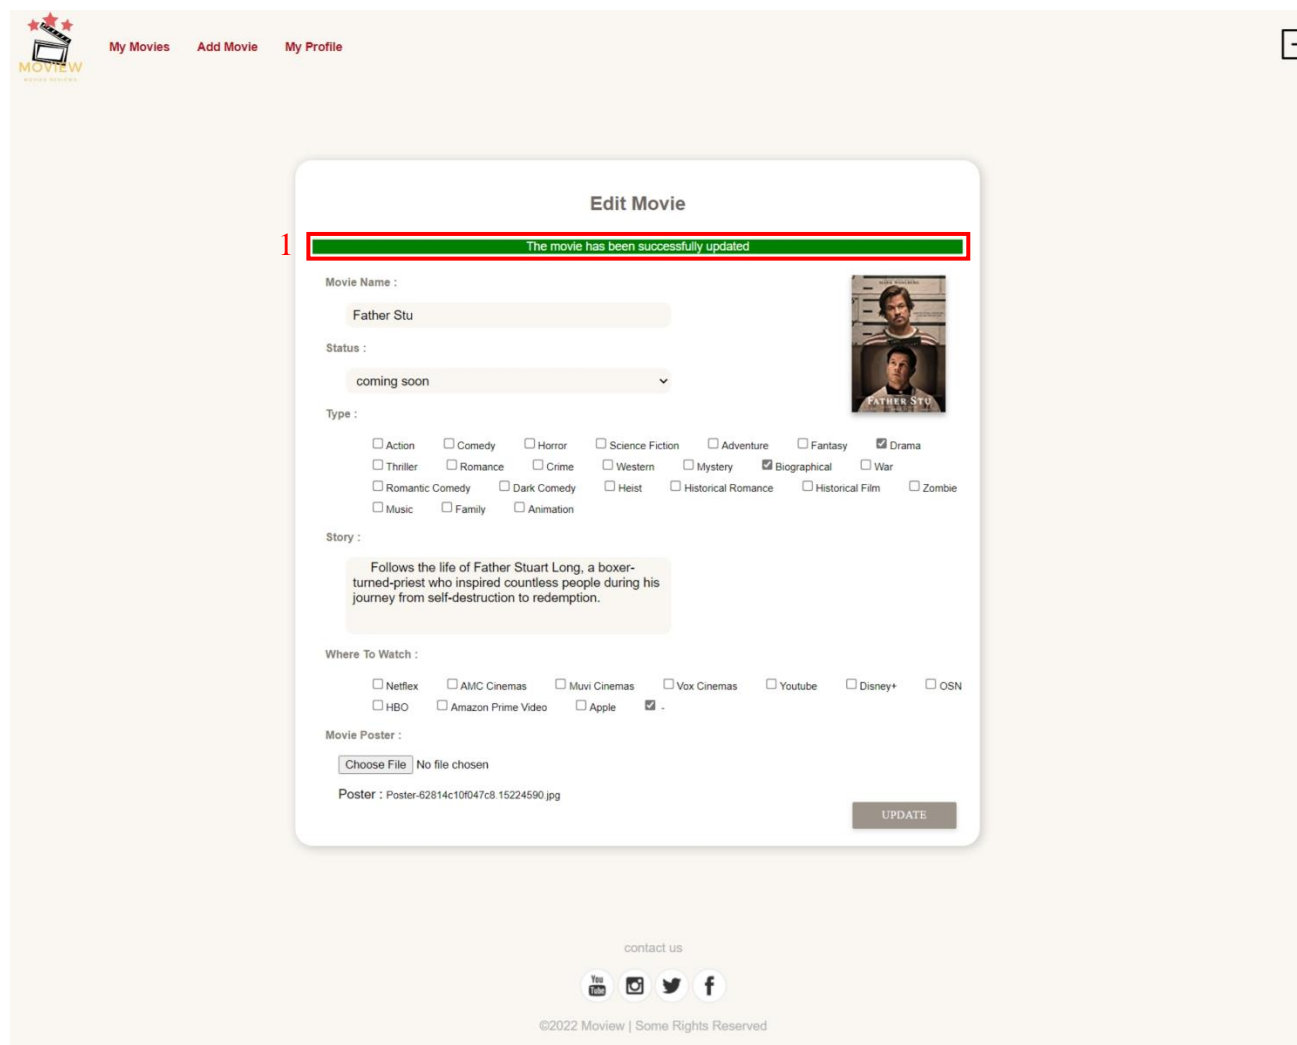 MOVIEW
My Movies Add Movie My Profile
Edit Movie
1
The movie has been successfully updated
Movie Name :
Father Stu
Status :
coming soon
FATHER STU
Type :
Action Comedy Horror Science Fiction Adventure Fantasy Drama
Thriller Romance Crime Western Mystery Biographical War
Romantic Comedy Dark Comedy Heist Historical Romance Historical Film Zombie
Music Family Animation
Story :
Follows the life of Father Stuart Long, a boxer-
turned-priest who inspired countless people during his
journey from self-destruction to redemption.
Where To Watch :
Netflex AMC Cinemas Muvi Cinemas Vox Cinemas Youtube Disney+ OSN
HBO Amazon Prime Video Apple -
Movie Poster :
Choose File No file chosen
Poster : Poster-62814c10f047c8.15224590.jpg
UPDATE
contact us
You
Tube
©2022 Moview | Some Rights Reserved